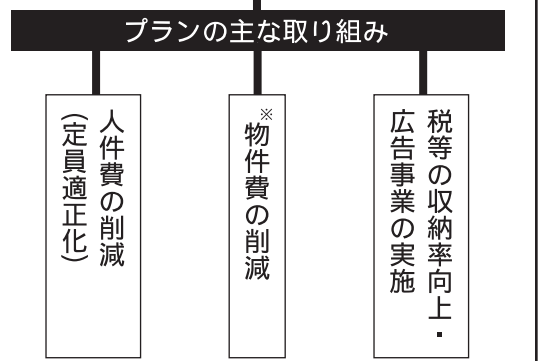 プランの主な取り組み
税等の収納率向上・
広告事業の実施
※物件費の削減
人件費の削減
(定員適正化)